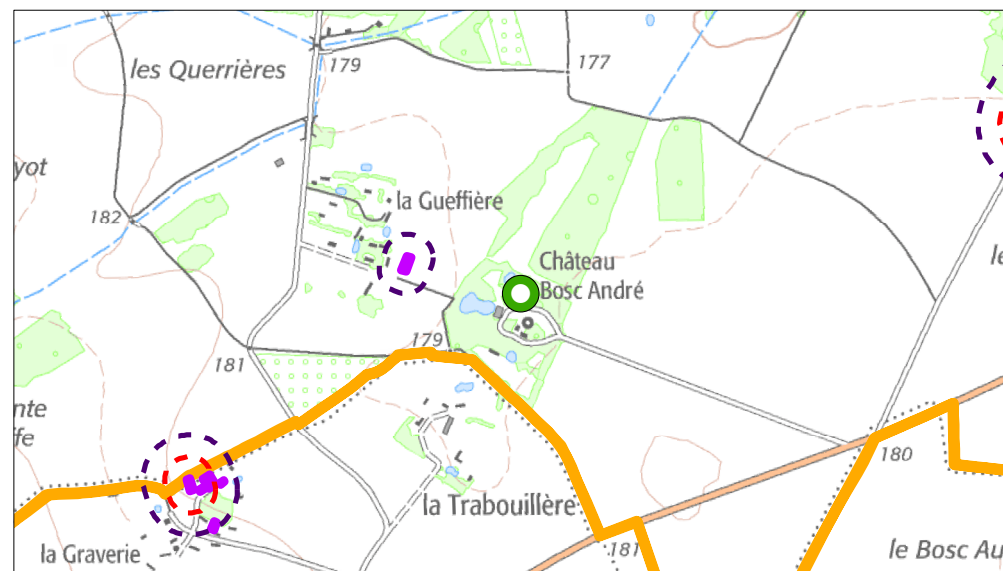 177
les Querrières
179
yot
la Gueffière
182
Château
Bosc André
le
179
181
nte
ffe
180
la Trabouillère
la Graverie
181
le Bosc Au